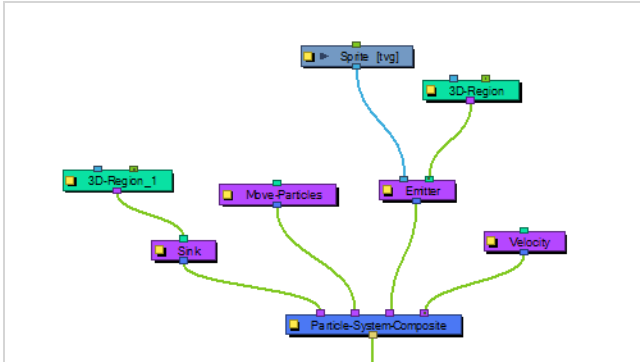 Sprite [tvg]
3D-Region
3D-Region_1
Move-Particles
Emitter
Velocity
Sink
Particle-System-Composite